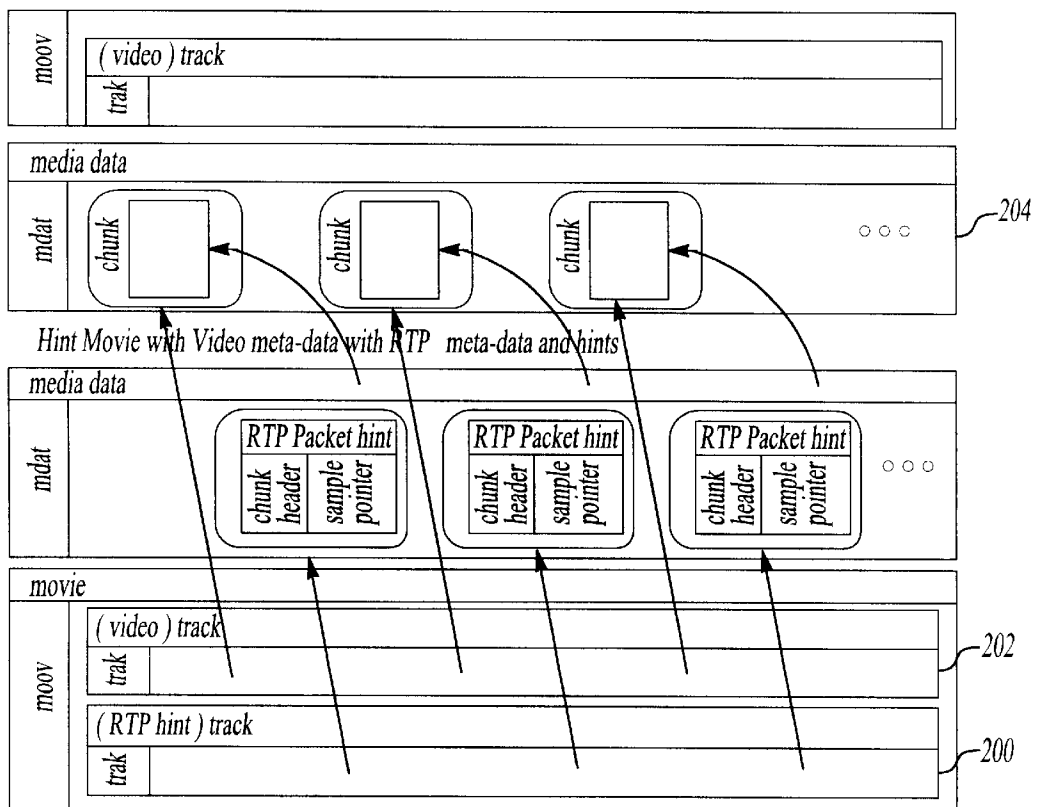 moov
( video ) track
trak
media data
mdat
chunk
chunk
chunk
204
Hint Movie with Video meta-data with RTP meta-data and hints
media data
mdat
RTP Packet hint
chunk header
sample pointer
RTP Packet hint
chunk header
sample pointer
RTP Packet hint
chunk header
sample pointer
movie
moov
( video ) track
trak
202
( RTP hint ) track
trak
200